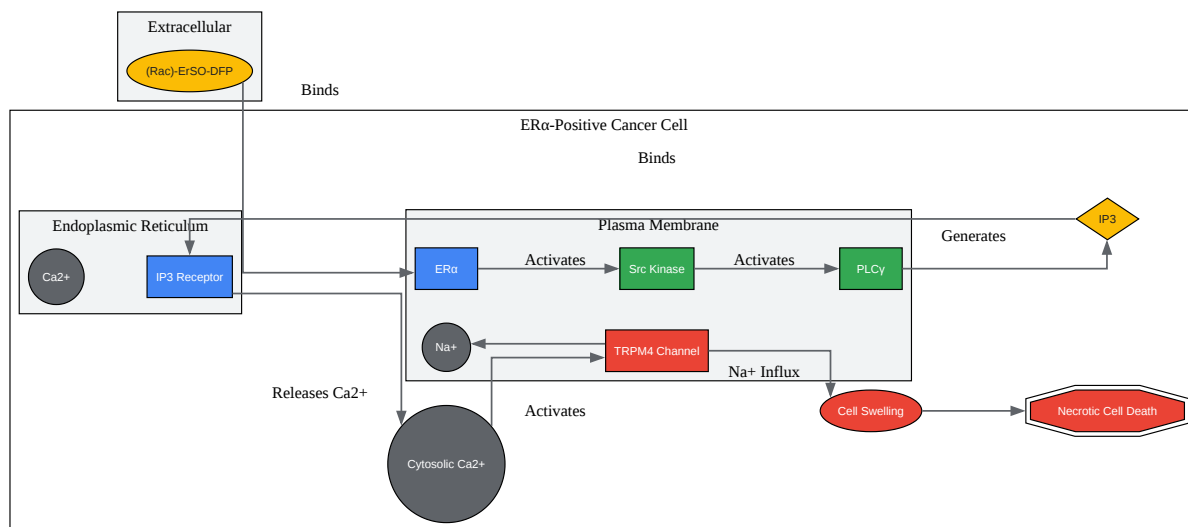 Extracellular
(Rac)-ErSO-DFP
Binds
ERα-Positive Cancer Cell
Binds
Endoplasmic Reticulum
Plasma Membrane
IP3
Generates
Ca2+
IP3 Receptor
ERα
Activates
Src Kinase
Activates
PLCγ
Na+
TRPM4 Channel
Na+ Influx
Releases Ca2+
Activates
Cell Swelling
Necrotic Cell Death
Cytosolic Ca2+